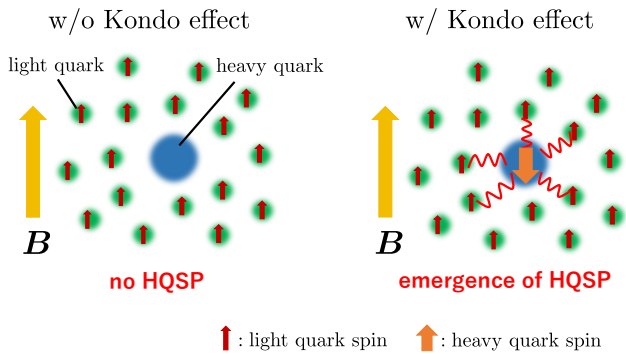 w/o Kondo effect
light quark
heavy quark
B
no HQSP
w/ Kondo effect
B
emergence of HQSP
: light quark spin
: heavy quark spin